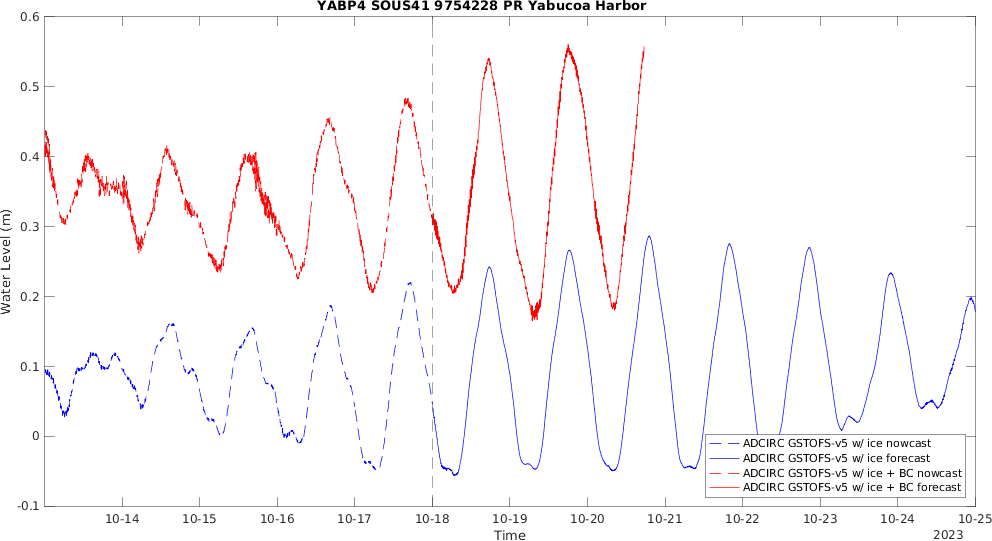 YABP4 SOUS41 9754228 PR Yabucoa Harbor
0.6
0.5
0.4
0.3
0.2
0.1
0
-0.1
Water Level (m)
ADCIRC GSTOFS-v5 w/ ice nowcast
ADCIRC GSTOFS-v5 w/ ice forecast
ADCIRC GSTOFS-v5 w/ ice + BC nowcast
ADCIRC GSTOFS-v5 w/ ice + BC forecast
10-14 10-15 10-16 10-17 10-18 10-19 10-20 10-21 10-22 10-23 10-24 10-25
Time
2023